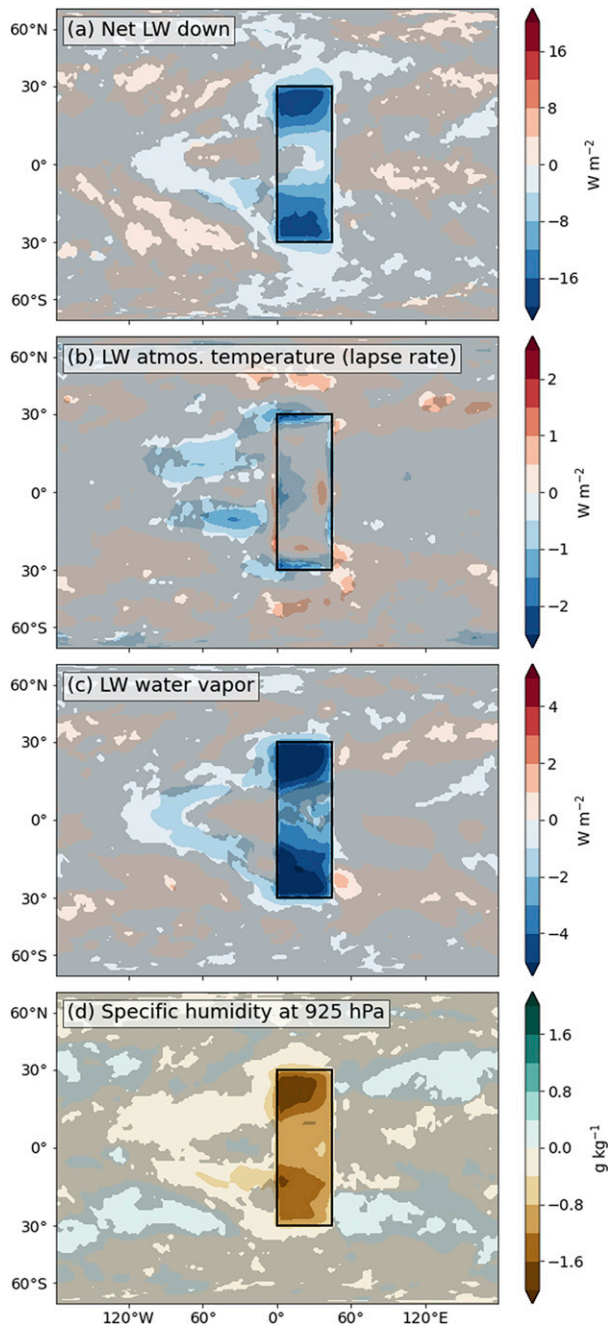 (a) Net LW down
60°N
30°
0°
30°
60°S
16
8
0
−8
−16
W m−2
(b) LW atmos. temperature (lapse rate)
60°N
30°
0°
30°
60°S
2
1
0
−1
−2
W m−2
(c) LW water vapor
60°N
30°
0°
30°
60°S
4
2
0
−2
−4
W m−2
(d) Specific humidity at 925 hPa
60°N
30°
0°
30°
60°S
1.6
0.8
0.0
−0.8
−1.6
g kg−1
120°W 60° 0° 60° 120°E